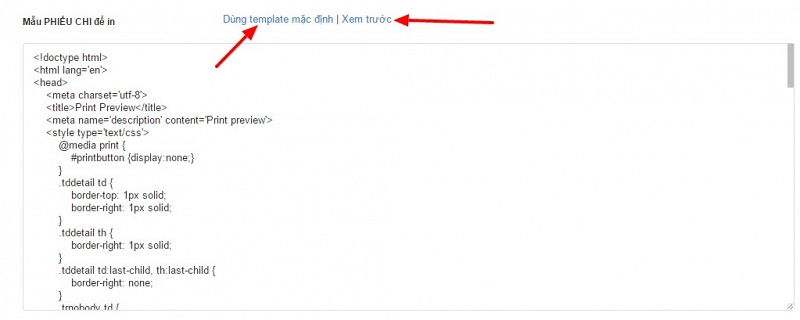 Mẫu PHIẾU CHI để in
Dùng template mặc định | Xem trước
<!doctype html>
<html lang='en'>
<head>
<meta charset='utf-8'>
<title>Print Preview</title>
<meta name='description' content='Print preview'>
<style type='text/css'>
@media print {
#printbutton {display:none;}
}
.tddetail td {
border-top: 1px solid;
border-right: 1px solid;
}
.tddetail th {
border-right: 1px solid;
}
.tddetail td:last-child, th:last-child {
border-right: none;
}
.trnobody td {